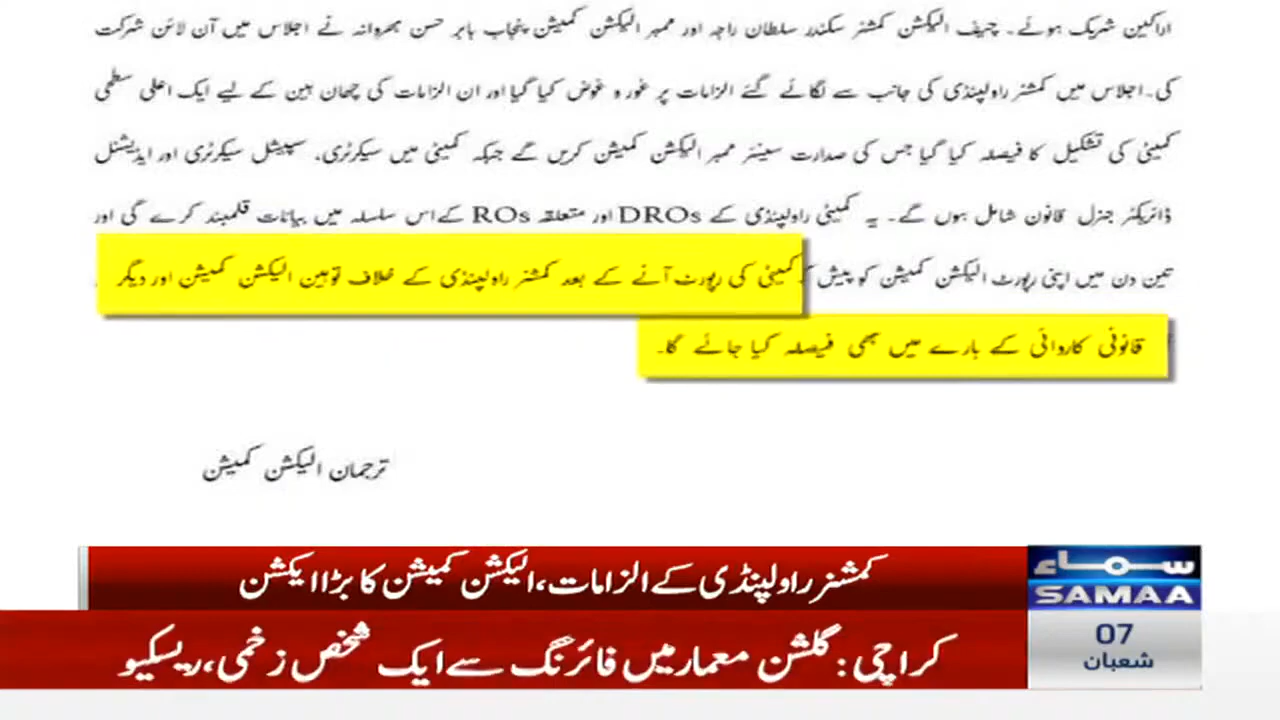 اراکین شریک ہوئے۔ چیف الیکشن کمشنر سکندر سلطان راجہ اور ممبر الیکشن کمیشن پنجاب بابر حسن بھروانہ نے اجلاس میں آن لائن شرکت
کی۔ اجلاس میں کمشنر راولپنڈی کی جانب سے لگائے گئے الزامات پر غور و غوض کیا گیا اور ان الزامات کی چھان بین کے لیے ایک اعلی سطحی
کمیٹی کی تشکیل کا فیصلہ کیا گیا جس کی صدارت سینئر ممبر الیکشن کمیشن کریں گے جبکہ کمیٹی میں سیکرٹری، سپیشل سیکرٹری اور ایڈیشنل
ڈائریکٹر جنرل قانون شامل ہوں گے۔ یہ کمیٹی راولپنڈی کے DROs اور متعلقہ ROs کے اس سلسلہ میں بیانات قلمبند کرے گی اور
تین دن میں اپنی رپورٹ الیکشن کمیشن کو پیش کمیٹی کی رپورٹ آنے کے بعد کمشنر راولپنڈی کے خلاف توہین الیکشن کمیشن اور دیگر
قانونی کاروائی کے بارے میں بھی فیصلہ کیا جائے گا۔
ترجمان الیکشن کمیشن
کمشنر راولپنڈی کے الزامات، الیکشن کمیشن کا بڑا ایکشن
سماء
SAMAA
کراچی: گلشن معمار میں فائرنگ سے ایک شخص زخمی، ریسکیو
07
شعبان